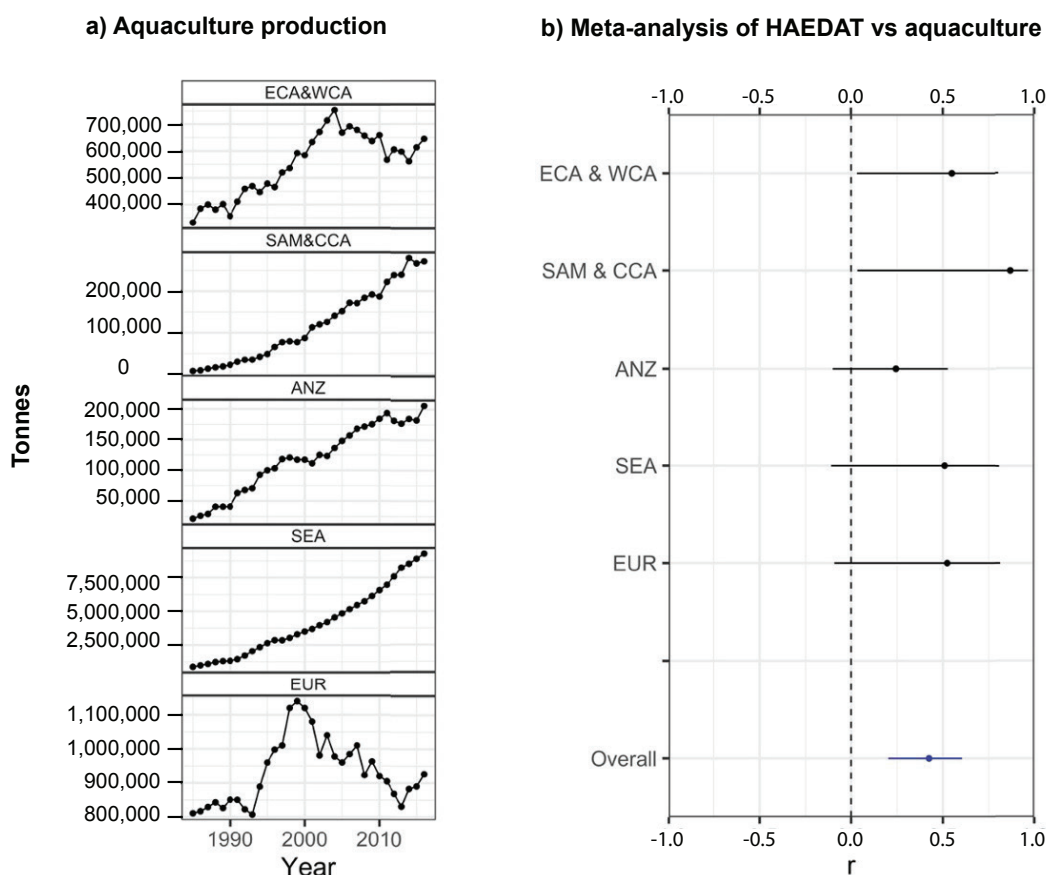 a) Aquaculture production
Tonnes
ECA&WCA
700,000
600,000
500,000
400,000
SAM&CCA
200,000
100,000
0
ANZ
200,000
150,000
100,000
50,000
SEA
7,500,000
5,000,000
2,500,000
EUR
1,100,000
1,000,000
900,000
800,000
1990 2000 2010
Year
b) Meta-analysis of HAEDAT vs aquaculture
-1.0 -0.5 0.0 0.5 1.0
ECA & WCA
SAM & CCA
ANZ
SEA
EUR
Overall
-1.0 -0.5 0.0 0.5 1.0
r